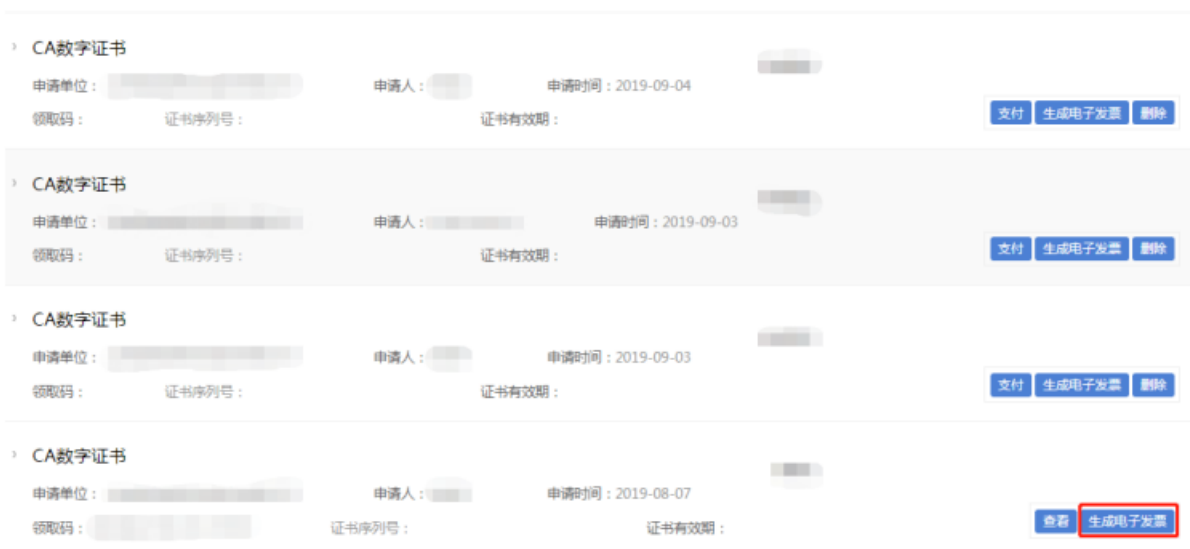 CA数字证书
申请单位： 申请人： 申请时间：2019-09-04
领取码： 证书序列号： 证书有效期： 支付 生成电子发票 删除
CA数字证书
申请单位： 申请人： 申请时间：2019-09-03
领取码： 证书序列号： 证书有效期： 支付 生成电子发票 删除
CA数字证书
申请单位： 申请人： 申请时间：2019-09-03
领取码： 证书序列号： 证书有效期： 支付 生成电子发票 删除
CA数字证书
申请单位： 申请人： 申请时间：2019-08-07
领取码： 证书序列号： 证书有效期： 查看 生成电子发票